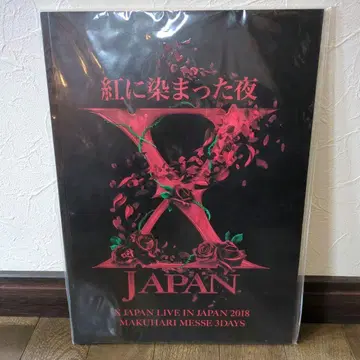 紅に染まった夜
X
JAPAN
X JAPAN LIVE IN JAPAN 2018
MAKUHARI MESSE 3DAYS